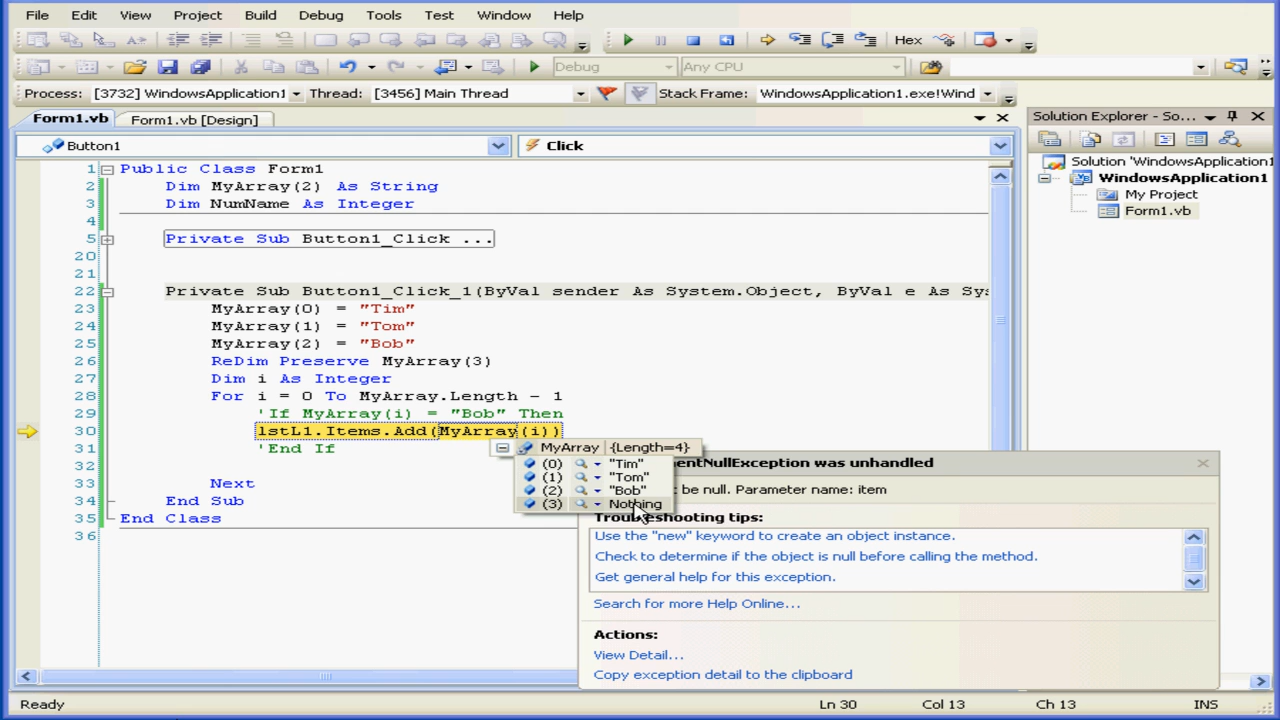 File Edit View Project Build Debug Tools Test Window Help
Hex
Debug Any CPU
Process: [3732] WindowsApplication1 Thread: [3456] Main Thread Stack Frame: WindowsApplication1.exe!Wind
Form1.vb Form1.vb [Design]
Button1 Click
1 Public Class Form1
2 Dim MyArray(2) As String
3 Dim NumName As Integer
4
5 Private Sub Button1_Click ...
20
21
22 Private Sub Button1_Click_1(ByVal sender As System.Object, ByVal e As Sys
23 MyArray(0) = "Tim"
24 MyArray(1) = "Tom"
25 MyArray(2) = "Bob"
26 ReDim Preserve MyArray(3)
27 Dim i As Integer
28 For i = 0 To MyArray.Length - 1
29 'If MyArray(i) = "Bob" Then
30 lstL1.Items.Add(MyArray(i))
31 'End If
32
33 Next
34 End Sub
35 End Class
36
MyArray {Length=4}
(0) "Tim"
(1) "Tom"
(2) "Bob"
(3) Nothing
entNullException was unhandled
be null. Parameter name: item
Troubleshooting tips:
Use the "new" keyword to create an object instance.
Check to determine if the object is null before calling the method.
Get general help for this exception.
Search for more Help Online...
Actions:
View Detail...
Copy exception detail to the clipboard
Solution Explorer - So...
Solution 'WindowsApplication1
WindowsApplication1
My Project
Form1.vb
Ready Ln 30 Col 13 Ch 13 INS